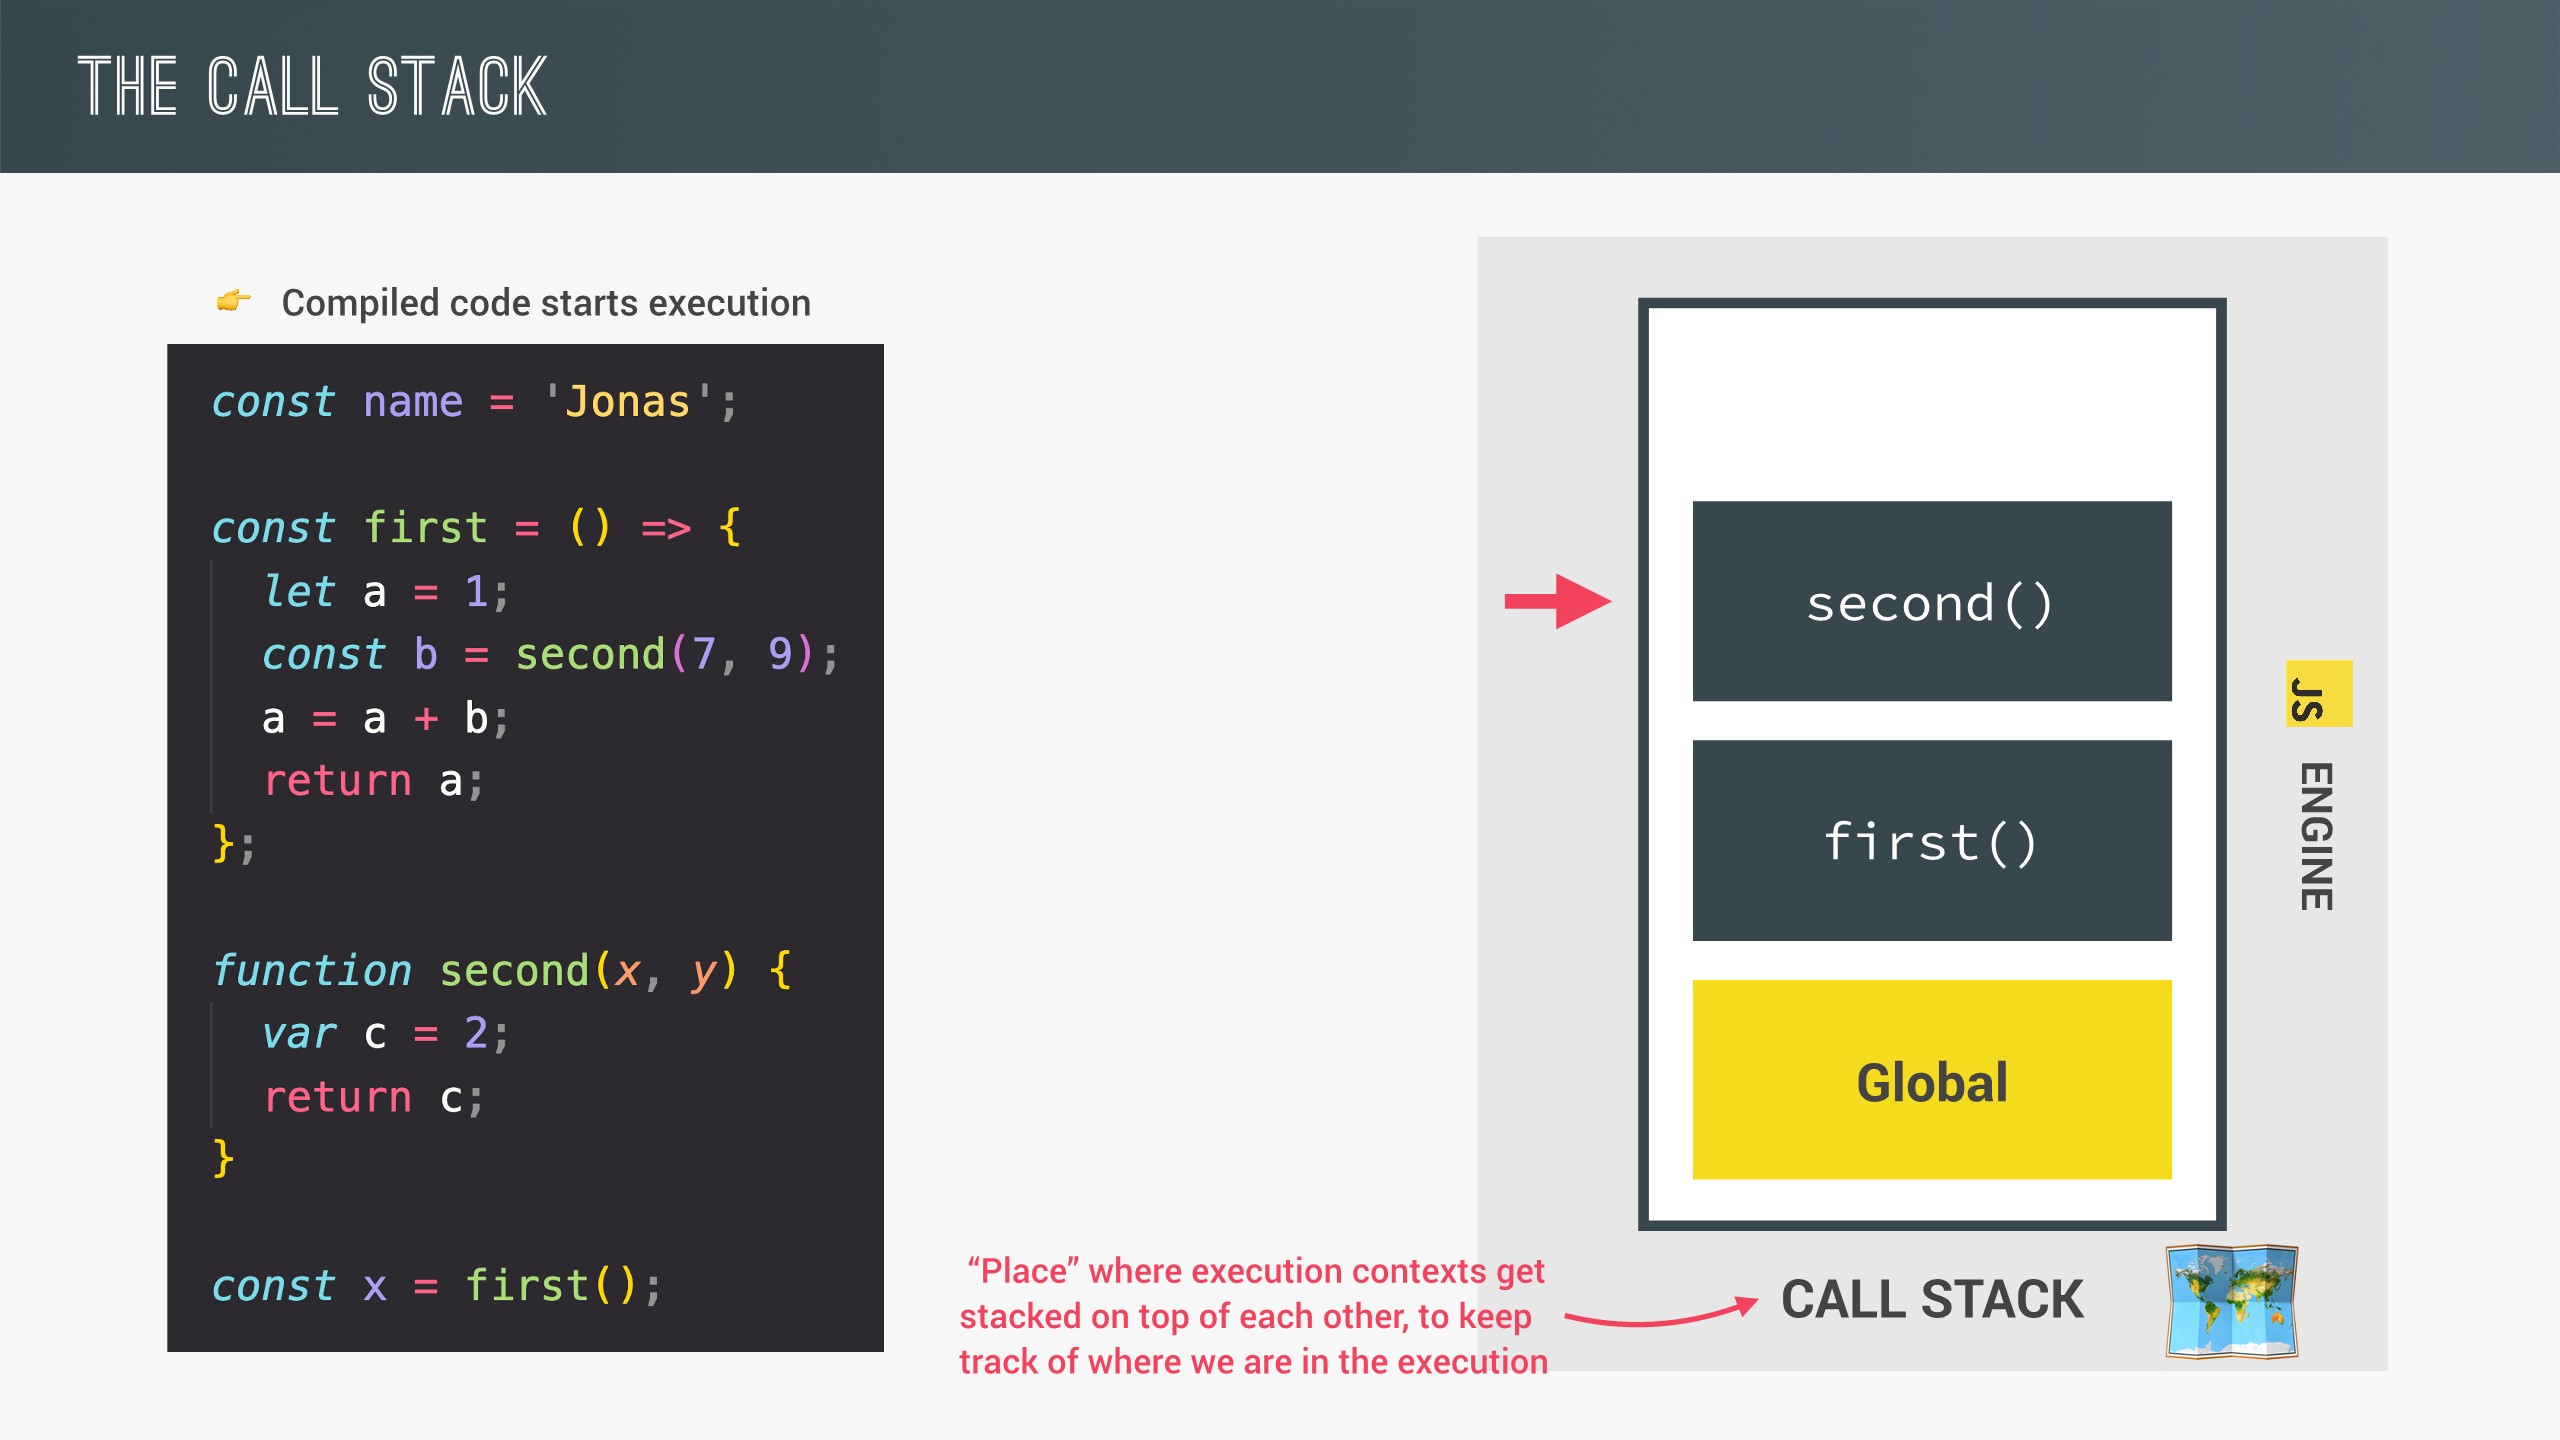 THE CALL STACK
👉 Compiled code starts execution
const name = 'Jonas';
const first = () => {
  let a = 1;
  const b = second(7, 9);
  a = a + b;
  return a;
};
function second(x, y) {
  var c = 2;
  return c;
}
const x = first();
second()
first()
Global
JS ENGINE
“Place” where execution contexts get
stacked on top of each other, to keep
track of where we are in the execution
CALL STACK